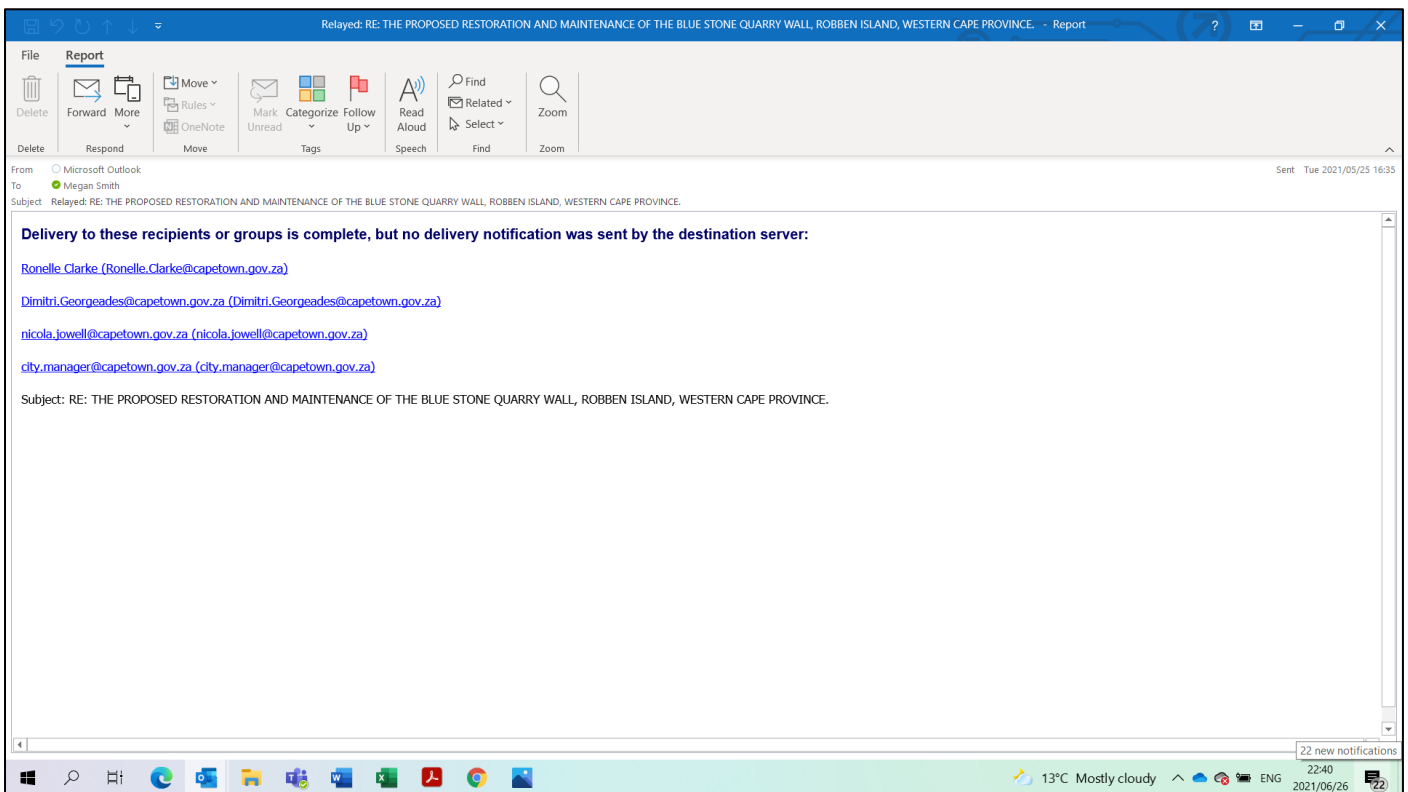 Relayed: RE: THE PROPOSED RESTORATION AND MAINTENANCE OF THE BLUE STONE QUARRY WALL, ROBBEN ISLAND, WESTERN CAPE PROVINCE. - Report
?
File Report
Delete
Forward More
Move
Rules
OneNote
Mark Unread
Categorize
Follow Up
Read Aloud
Find
Related
Select
Zoom
Delete Respond Move Tags Speech Find Zoom
From Microsoft Outlook Sent Tue 2021/05/25 16:35
To Megan Smith
Subject Relayed: RE: THE PROPOSED RESTORATION AND MAINTENANCE OF THE BLUE STONE QUARRY WALL, ROBBEN ISLAND, WESTERN CAPE PROVINCE.
Delivery to these recipients or groups is complete, but no delivery notification was sent by the destination server:
Ronelle Clarke (Ronelle.Clarke@capetown.gov.za)
Dimitri.Georgeades@capetown.gov.za (Dimitri.Georgeades@capetown.gov.za)
nicola.jowell@capetown.gov.za (nicola.jowell@capetown.gov.za)
city.manager@capetown.gov.za (city.manager@capetown.gov.za)
Subject: RE: THE PROPOSED RESTORATION AND MAINTENANCE OF THE BLUE STONE QUARRY WALL, ROBBEN ISLAND, WESTERN CAPE PROVINCE.
22 new notifications
13°C Mostly cloudy ENG 22:40
2021/06/26
22